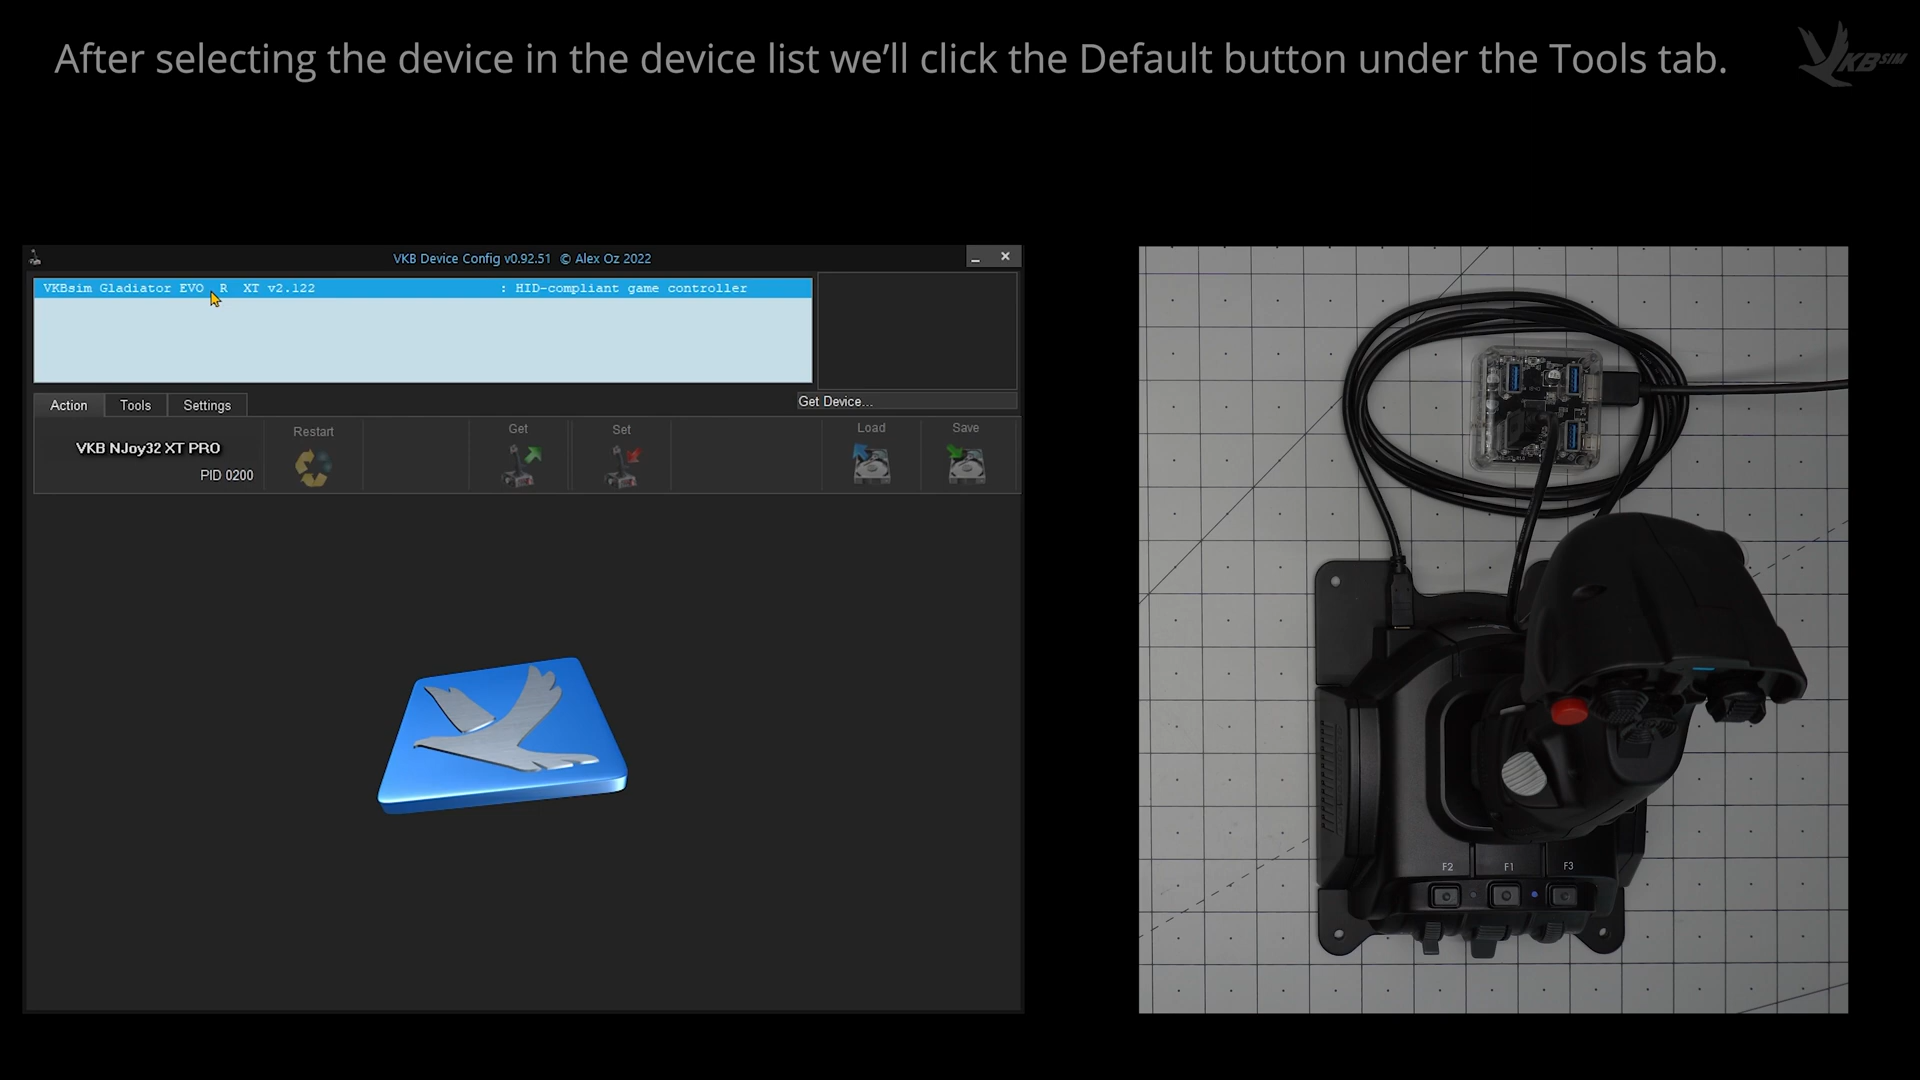 After selecting the device in the device list we’ll click the Default button under the Tools tab.
VKBSIM
VKB Device Config v0.92.51 © Alex Oz 2022
VKBsim Gladiator EVO R XT v2.122 : HID-compliant game controller
Action Tools Settings
Get Device...
VKB NJoy32 XT PRO
PID 0200
Restart
Get
Set
Load
Save
F2 F1 F3